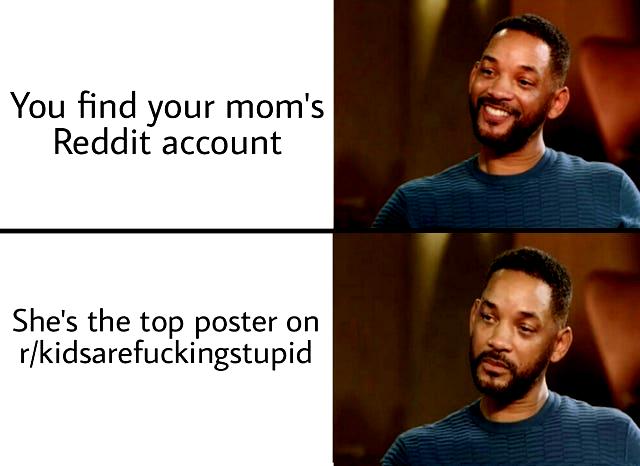 You find your mom's
Reddit account
She's the top poster on
r/kidsarefuckingstupid